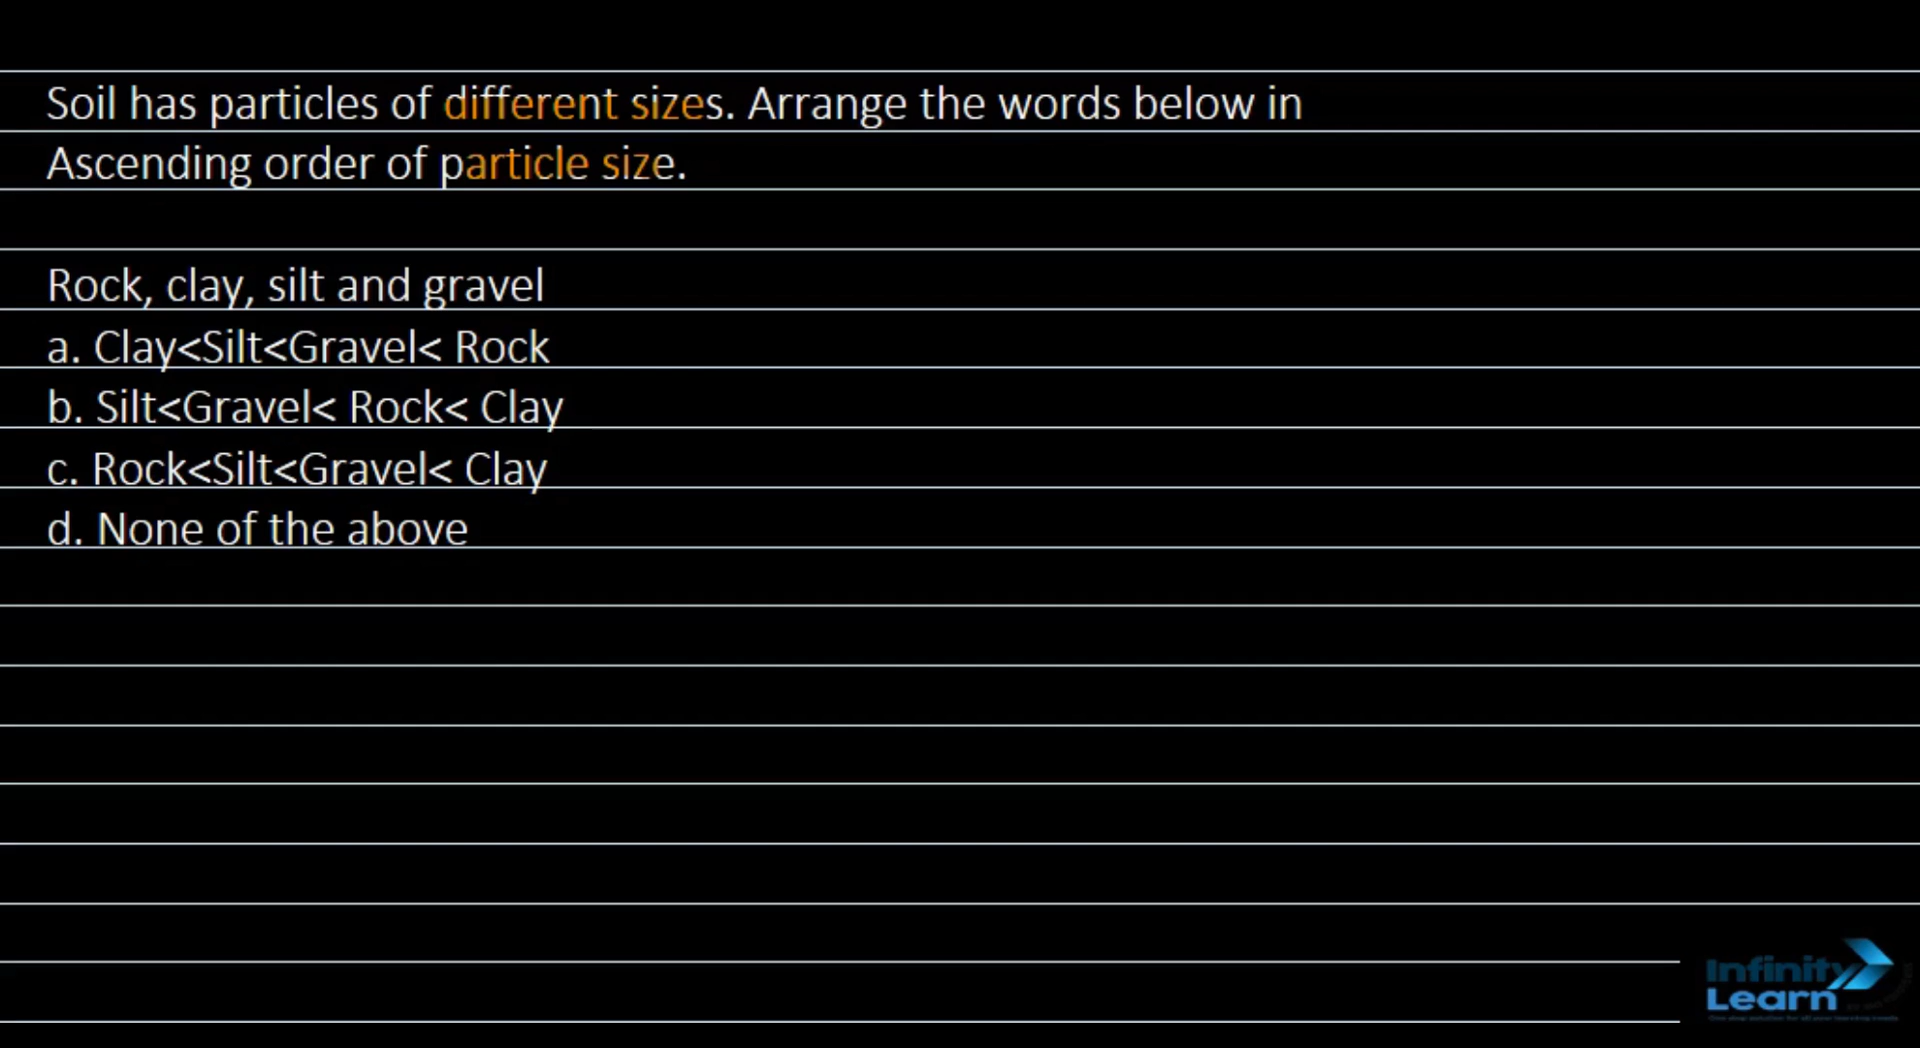 Soil has particles of different sizes. Arrange the words below in
Ascending order of particle size.
Rock, clay, silt and gravel
a. Clay<Silt<Gravel< Rock
b. Silt<Gravel< Rock< Clay
c. Rock<Silt<Gravel< Clay
d. None of the above
Infinity
Learn